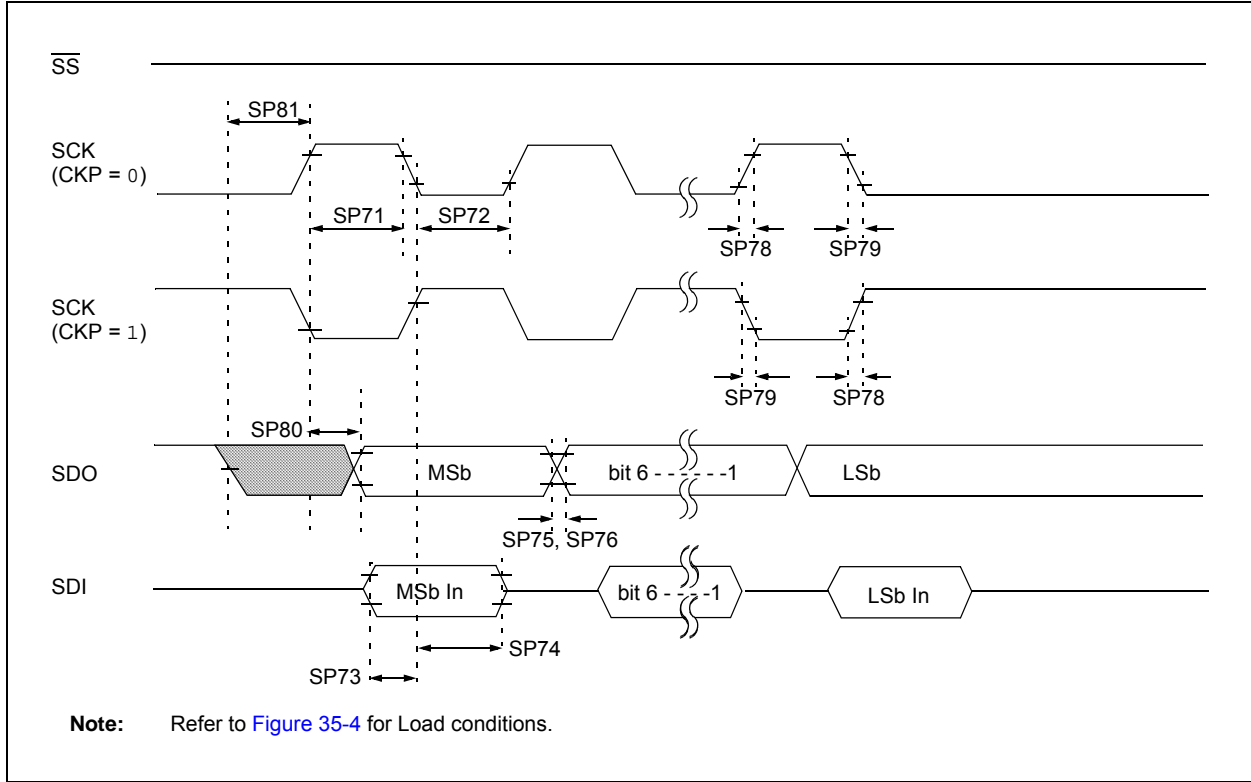 SS
SP81
SCK
(CKP = 0)
SP71
SP72
SP78
SP79
SCK
(CKP = 1)
SP79
SP78
SP80
SDO
MSb
bit 6 - - - - - -1
LSb
SP75, SP76
SDI
MSb In
bit 6 - - - -1
LSb In
SP74
SP73
Note: Refer to Figure 35-4 for Load conditions.